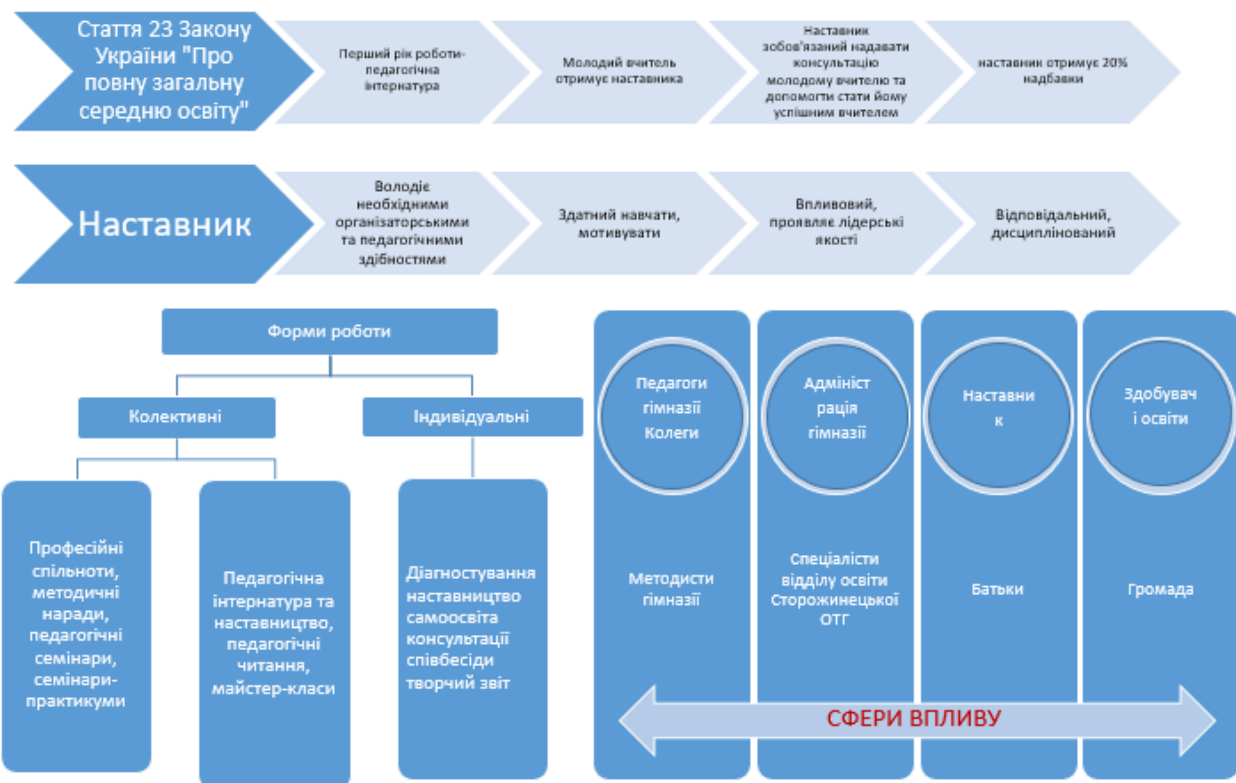 Стаття 23 Закону
України "Про
повну загальну
середню освіту"
Перший рік роботи-
педагогічна
інтернатура
Молодий вчитель
отримує наставника
Наставник
зобов'язаний надавати
консультацію
молодому вчителю та
допомогти стати йому
успішним вчителем
наставник отримує 20%
надбавки
Наставник
Володіє
необхідними
організаторськими
та педагогічними
здібностями
Здатний навчати,
мотивувати
Впливовий,
проявляє лідерські
якості
Відповідальний,
дисциплінований
Форми роботи
Колективні
Індивідуальні
Професійні
спільноти,
методичні
наради,
педагогічні
семінари,
семінари-
практикуми
Педагогічна
інтернатура та
наставництво,
педагогічні
читання,
майстер-класи
Діагностування
наставництво
самоосвіта
консультації
співбесіди
творчий звіт
Педагоги
гімназії
Колеги
Адмініст
рація
гімназії
Наставни
к
Здобувач
і освіти
Методисти
гімназії
Спеціалісти
відділу освіти
Сторожинецької
ОТГ
Батьки
Громада
СФЕРИ ВПЛИВУ